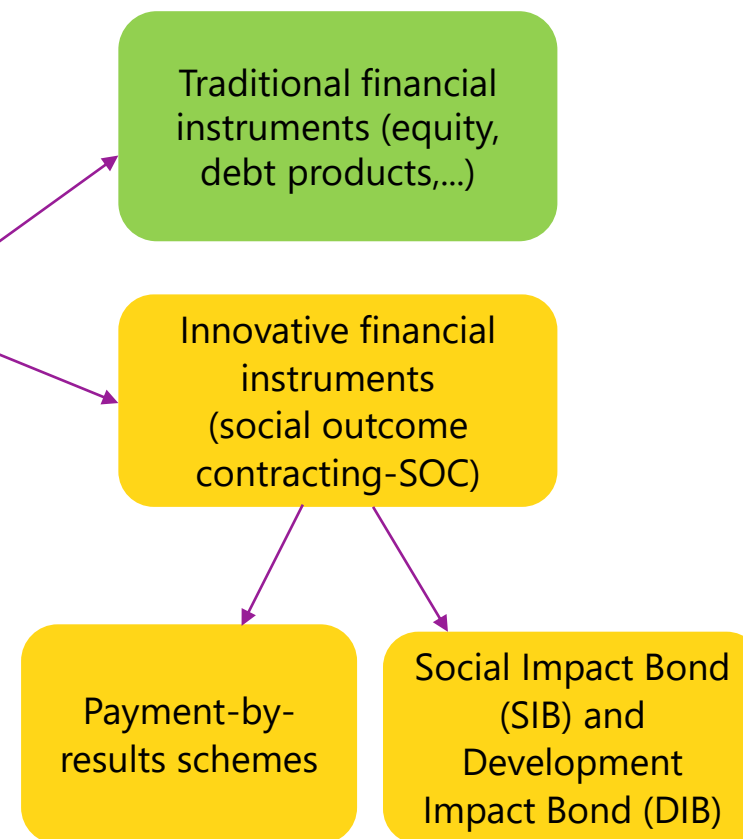 Traditional financial
instruments (equity,
debt products,...)
Innovative financial
instruments
(social outcome
contracting-SOC)
Payment-by-
results schemes
Social Impact Bond
(SIB) and
Development
Impact Bond (DIB)